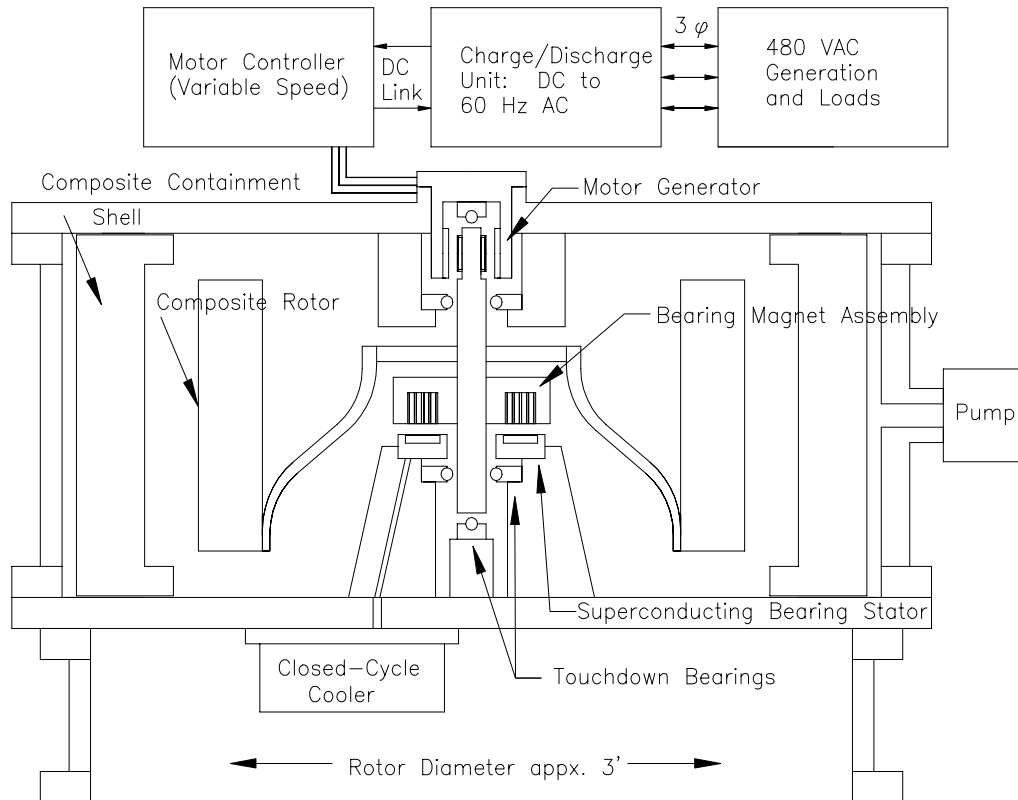 Motor Controller
(Variable Speed)
DC
Link
Charge/Discharge
Unit: DC to
60 Hz AC
3 φ
480 VAC
Generation
and Loads
Composite Containment
Shell
Motor Generator
Composite Rotor
Bearing Magnet Assembly
Pump
Superconducting Bearing Stator
Closed-Cycle
Cooler
Touchdown Bearings
Rotor Diameter appx. 3'